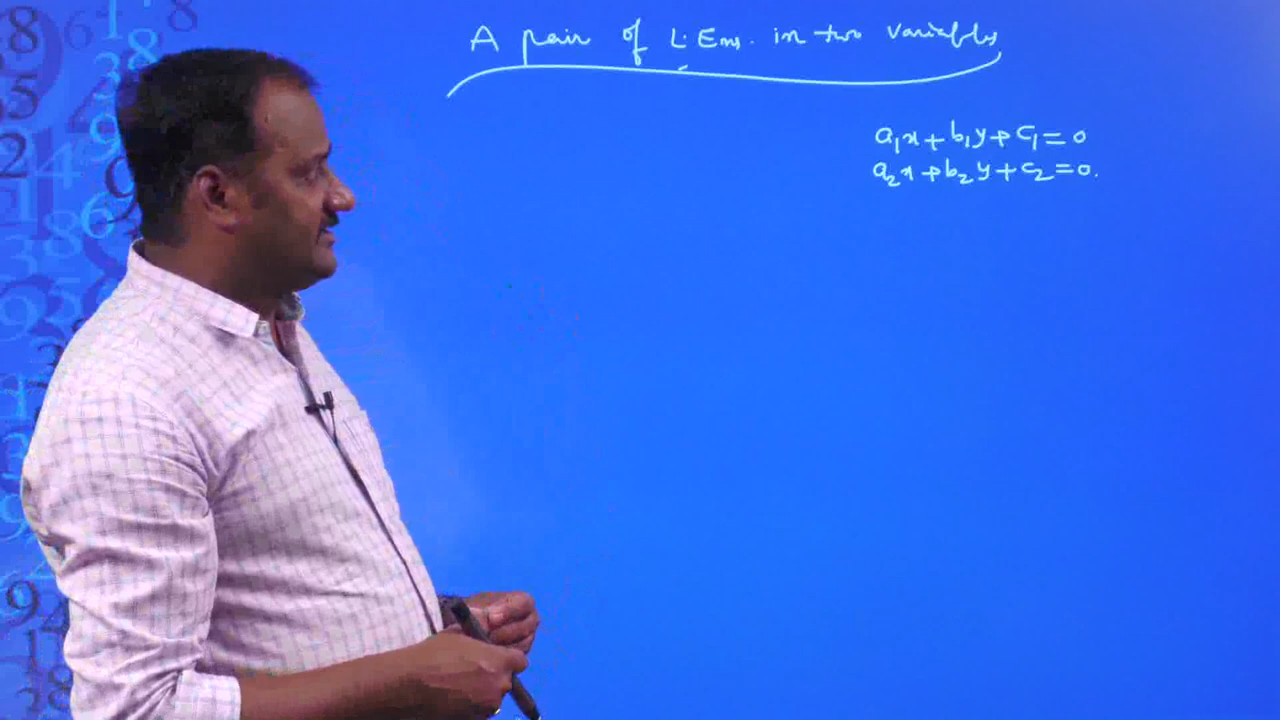 A pair of L.Ens. in two variables
a₁x + b₁y + c₁ = 0
a₂x + b₂y + c₂ = 0.